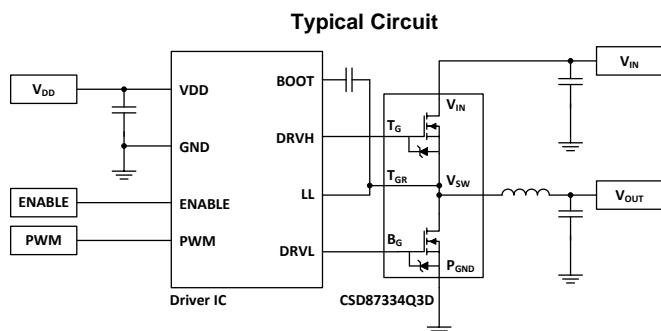 Typical Circuit
VDD
VDD
GND
ENABLE
ENABLE
PWM
PWM
BOOT
DRVH
LL
DRVL
Driver IC
VIN
TG
TGR
VSW
BG
PGND
CSD87334Q3D
VIN
VOUT